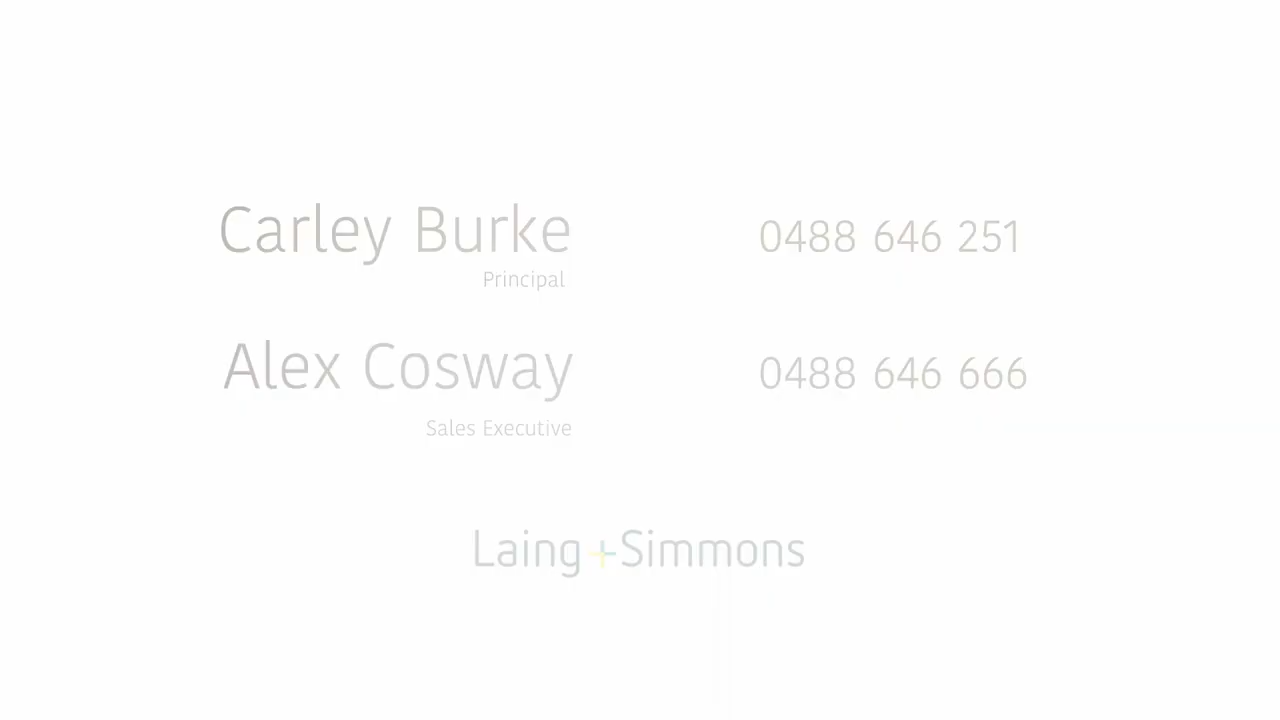 Carley Burke 0488 646 251
Principal
Alex Cosway 0488 646 666
Sales Executive
Laing+Simmons